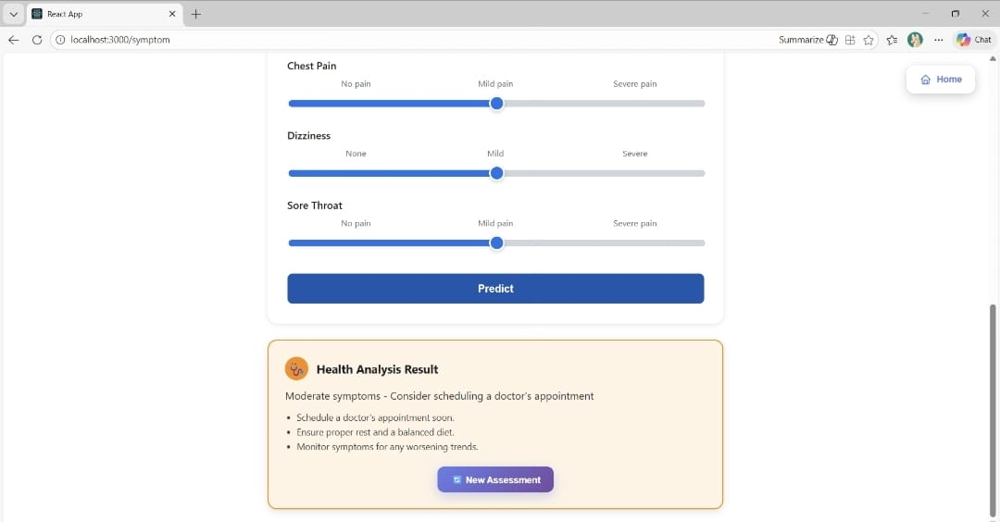 React App
localhost:3000/symptom
Summarize
Chat
Home
Chest Pain
No pain Mild pain Severe pain
Dizziness
None Mild Severe
Sore Throat
No pain Mild pain Severe pain
Predict
Health Analysis Result
Moderate symptoms - Consider scheduling a doctor's appointment
• Schedule a doctor's appointment soon.
• Ensure proper rest and a balanced diet.
• Monitor symptoms for any worsening trends.
New Assessment